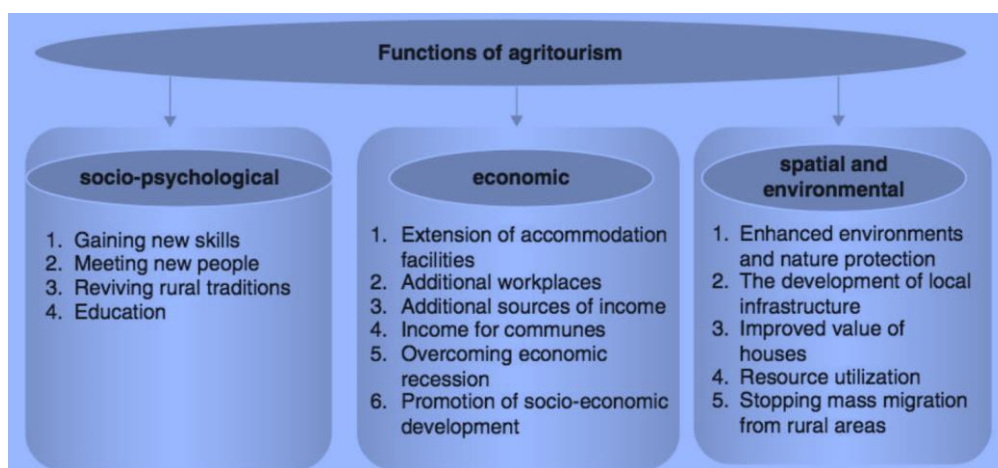 Functions of agritourism
socio-psychological
1. Gaining new skills
2. Meeting new people
3. Reviving rural traditions
4. Education
economic
1. Extension of accommodation
facilities
2. Additional workplaces
3. Additional sources of income
4. Income for communes
5. Overcoming economic
recession
6. Promotion of socio-economic
development
spatial and
environmental
1. Enhanced environments
and nature protection
2. The development of local
infrastructure
3. Improved value of
houses
4. Resource utilization
5. Stopping mass migration
from rural areas